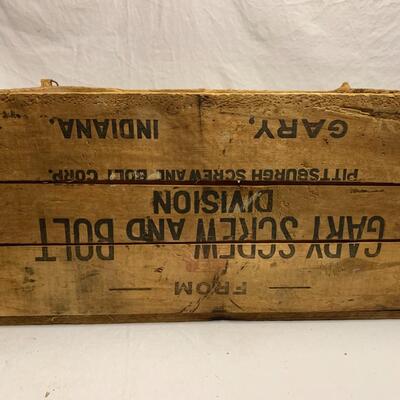 — FROM —
GARY SCREW AND BOLT
DIVISION
PITTSBURGH SCREW AND BOLT CORP.
GARY, INDIANA.